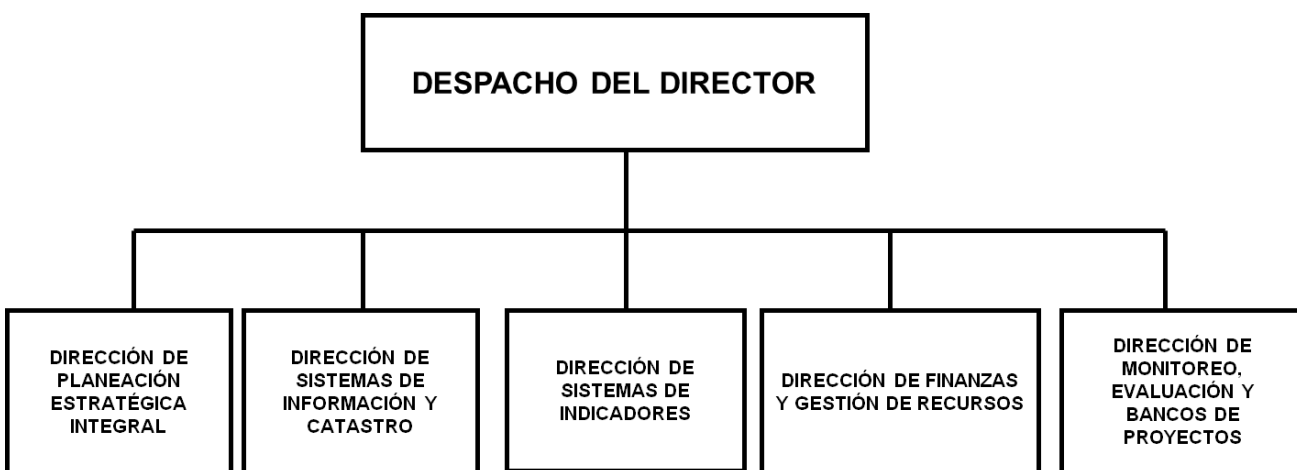 DESPACHO DEL DIRECTOR
DIRECCIÓN DE
PLANEACIÓN
ESTRATÉGICA
INTEGRAL
DIRECCIÓN DE
SISTEMAS DE
INFORMACIÓN Y
CATASTRO
DIRECCIÓN DE
SISTEMAS DE
INDICADORES
DIRECCIÓN DE FINANZAS
Y GESTIÓN DE RECURSOS
DIRECCIÓN DE
MONITOREO,
EVALUACIÓN Y
BANCOS DE
PROYECTOS